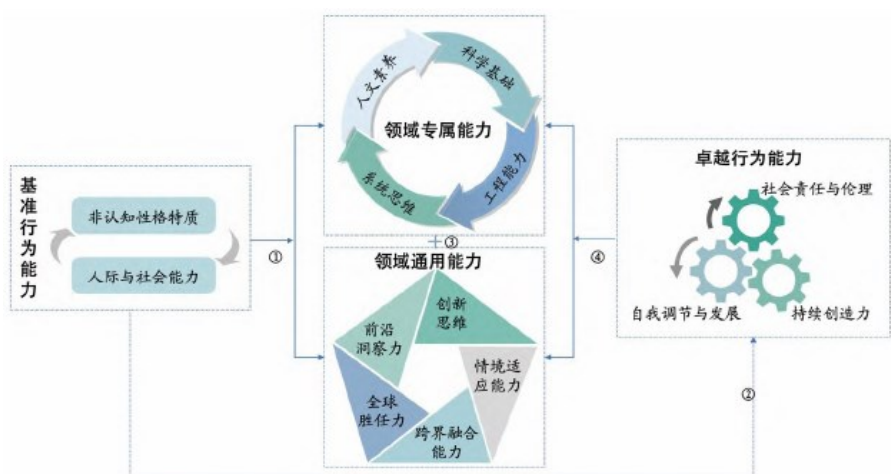 基准行为能力
非认知性格特质
人际与社会能力
①
人文素养
科学基础
领域专属能力
系统思维
工程能力
③
领域通用能力
创新
思维
前沿
洞察力
情境适
应能力
全球
胜任力
跨界融合
能力
④
卓越行为能力
社会责任与伦理
自我调节与发展
持续创造力
②